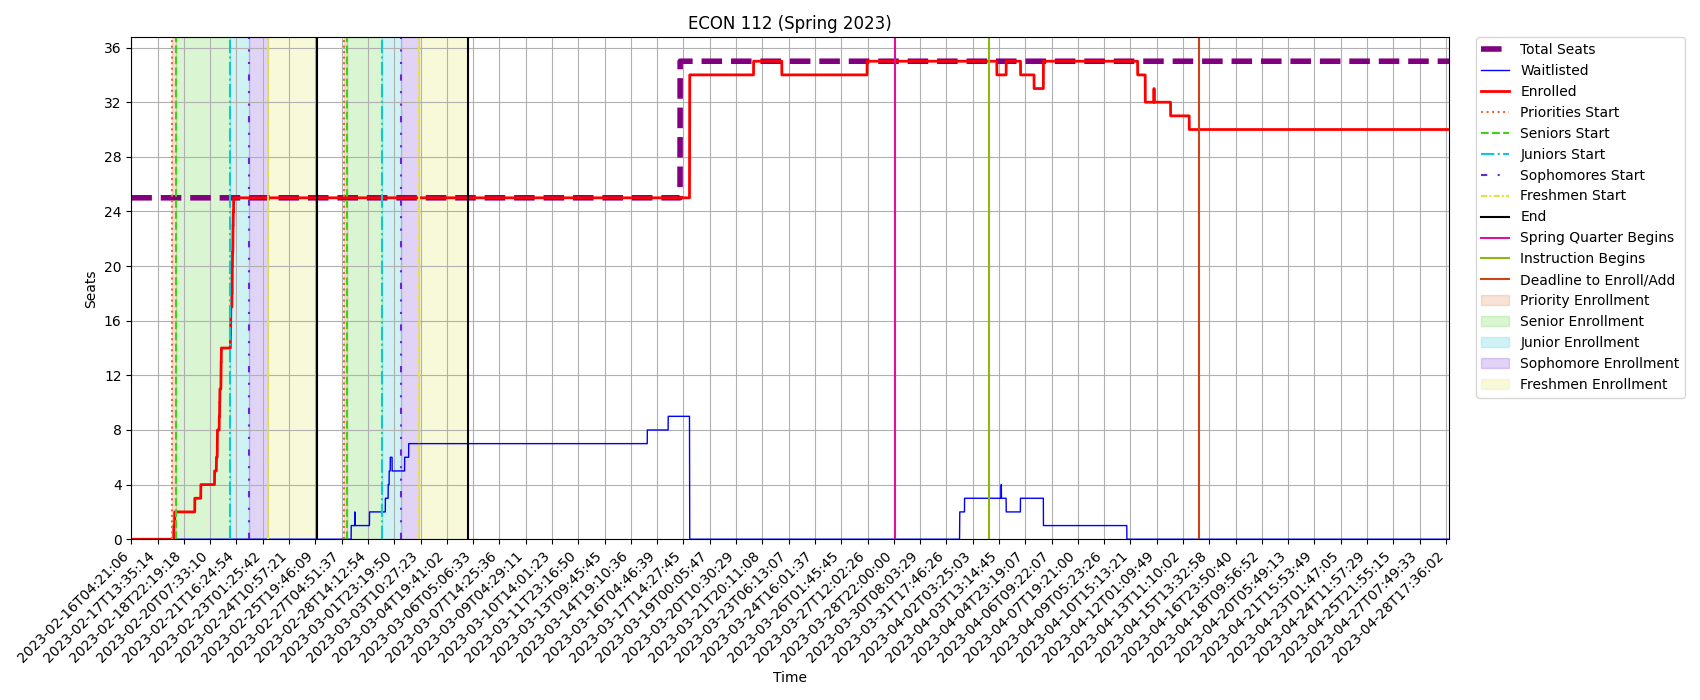 ECON 112 (Spring 2023)
Seats
36
32
28
24
20
16
12
8
4
0
2023-02-16T04:21:06
2023-02-17T13:35:14
2023-02-18T22:19:18
2023-02-20T07:33:10
2023-02-21T16:24:54
2023-02-23T01:25:42
2023-02-24T10:57:21
2023-02-25T19:46:09
2023-02-27T04:51:37
2023-02-28T14:12:54
2023-03-01T23:19:50
2023-03-03T10:27:23
2023-03-04T19:41:02
2023-03-06T05:06:33
2023-03-07T14:25:36
2023-03-09T04:29:11
2023-03-10T14:01:23
2023-03-11T23:16:50
2023-03-13T09:45:45
2023-03-14T19:10:36
2023-03-16T04:46:39
2023-03-17T14:27:45
2023-03-19T00:05:47
2023-03-20T10:30:29
2023-03-21T20:11:08
2023-03-23T06:13:07
2023-03-24T16:01:37
2023-03-26T01:45:45
2023-03-27T12:02:26
2023-03-28T22:00:00
2023-03-30T08:03:29
2023-03-31T17:46:26
2023-04-02T03:25:03
2023-04-03T13:14:45
2023-04-04T23:19:07
2023-04-06T09:22:07
2023-04-07T19:21:00
2023-04-09T05:23:26
2023-04-10T15:13:21
2023-04-12T01:09:49
2023-04-13T11:10:02
2023-04-15T13:32:58
2023-04-16T23:50:40
2023-04-18T09:56:52
2023-04-20T05:49:13
2023-04-21T15:53:49
2023-04-23T01:47:05
2023-04-24T11:57:29
2023-04-25T21:55:15
2023-04-27T07:49:33
2023-04-28T17:36:02
Time
Total Seats
Waitlisted
Enrolled
Priorities Start
Seniors Start
Juniors Start
Sophomores Start
Freshmen Start
End
Spring Quarter Begins
Instruction Begins
Deadline to Enroll/Add
Priority Enrollment
Senior Enrollment
Junior Enrollment
Sophomore Enrollment
Freshmen Enrollment